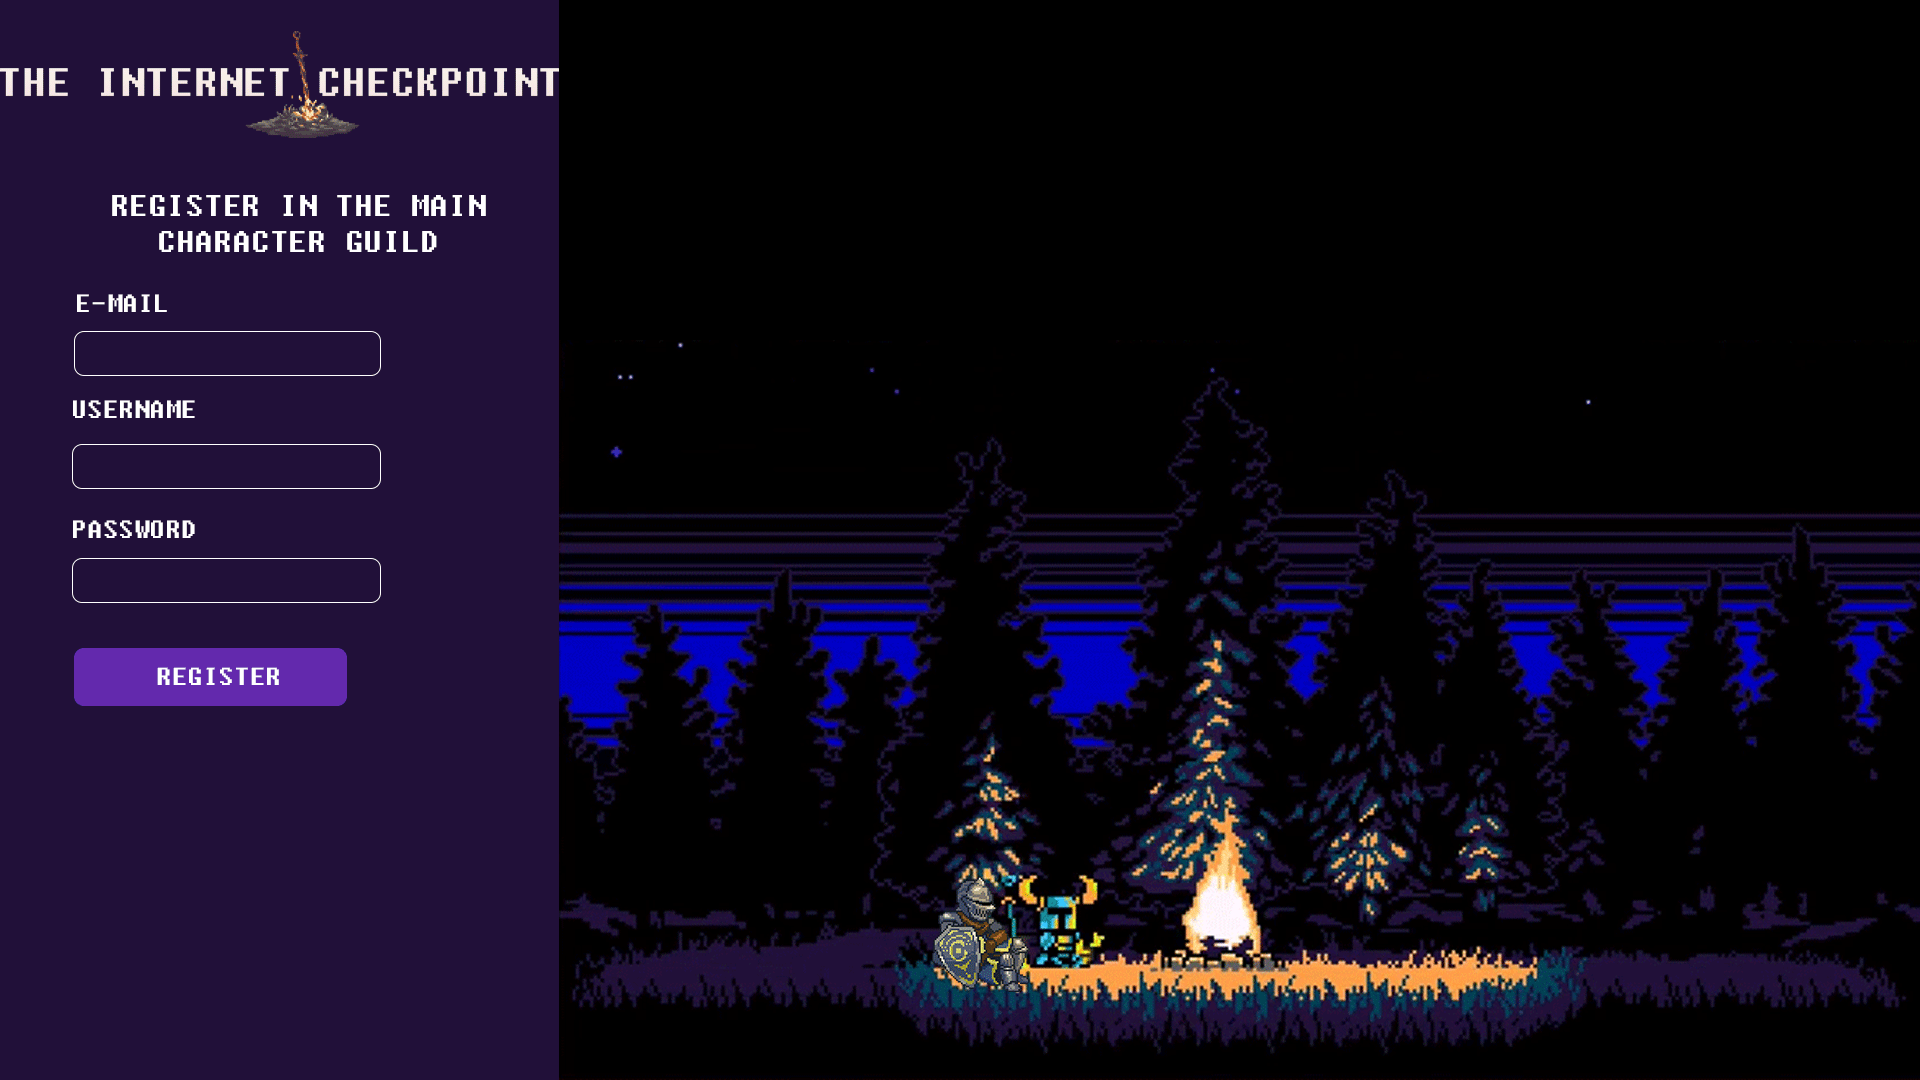 THE INTERNET CHECKPOINT
REGISTER IN THE MAIN
CHARACTER GUILD
E-MAIL
USERNAME
PASSWORD
REGISTER